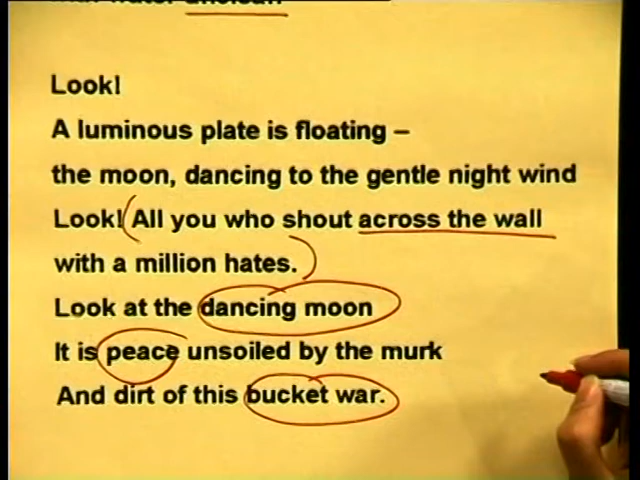 Look!
A luminous plate is floating –
the moon, dancing to the gentle night wind
Look! All you who shout across the wall
with a million hates.
Look at the dancing moon
It is peace unsoiled by the murk
And dirt of this bucket war.